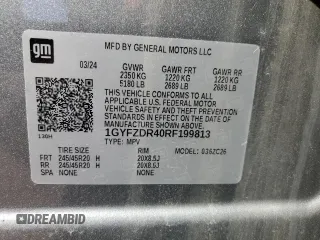 gm
MFD BY GENERAL MOTORS LLC
03/24 GVWR GAWR FRT GAWR RR
2350 KG 1220 KG 1220 KG
5180 LB 2689 LB 2689 LB
THIS VEHICLE CONFORMS TO ALL
APPLICABLE U.S. FEDERAL MOTOR
VEHICLE SAFETY AND THEFT PREVENTION
STANDARDS IN EFFECT ON THE DATE OF
MANUFACTURE SHOWN ABOVE.
1GYFZDR40RF199813
TYPE: MPV MODEL:
TIRE SIZE RIM
FRT 245/45R20 H 20X8.5J
RR 245/45R20 H 20X8.5J
SPA NONE NONE
DREAMBID